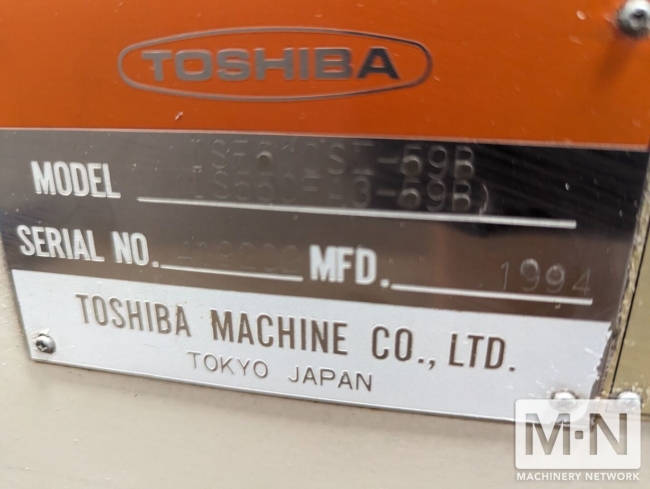 TOSHIBA
MODEL
SERIAL NO. MFD. 1994
TOSHIBA MACHINE CO., LTD.
TOKYO JAPAN
M·N
MACHINERY NETWORK